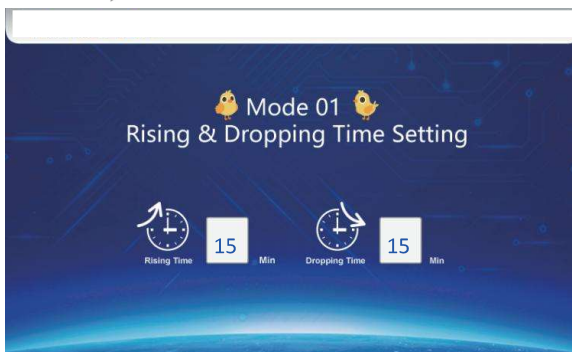 Mode 01
Rising & Dropping Time Setting
15 Min 15 Min
Rising Time Dropping Time